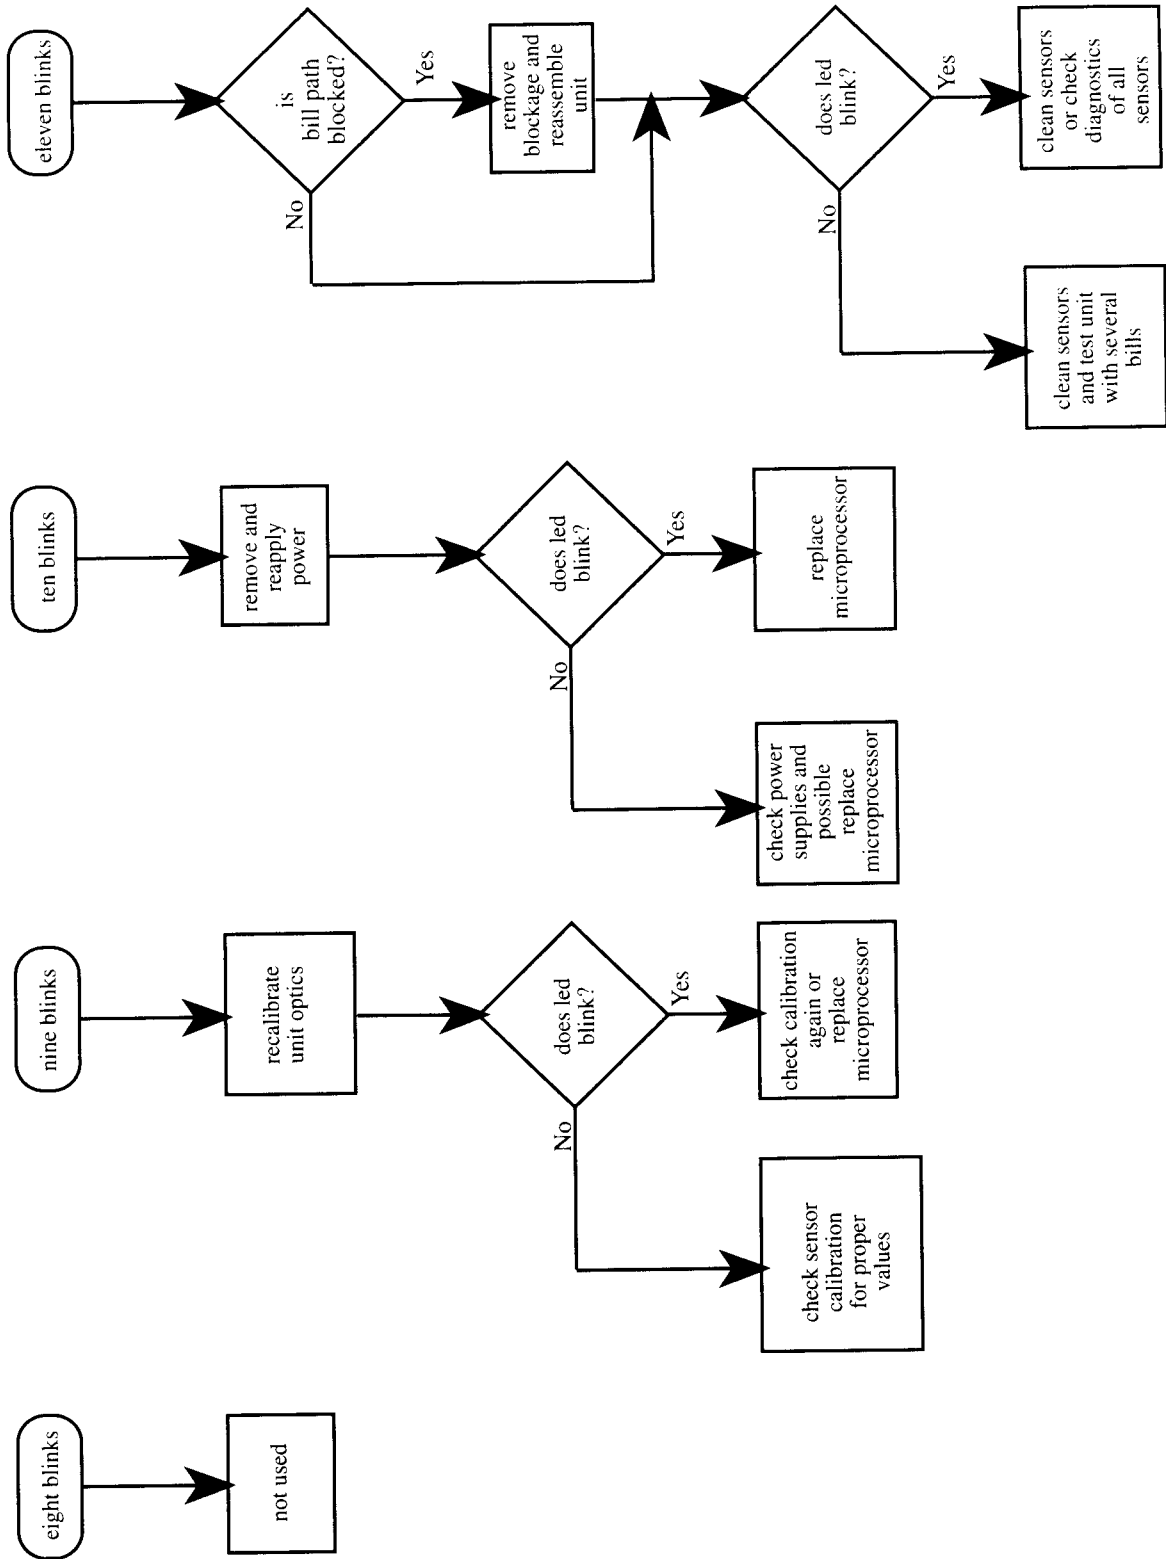 eight blinks
not used
nine blinks
recalibrate
unit optics
does led
blink?
No
Yes
check sensor
calibration
for proper
values
check calibration
again or
replace
microprocessor
ten blinks
remove and
reapply
power
does led
blink?
No
Yes
check power
supplies and
possible
replace
microprocessor
replace
microprocessor
eleven blinks
is
bill path
blocked?
No
Yes
remove
blockage and
reassemble
unit
does led
blink?
No
Yes
clean sensors
and test unit
with several
bills
clean sensors
or check
diagnostics
of all
sensors